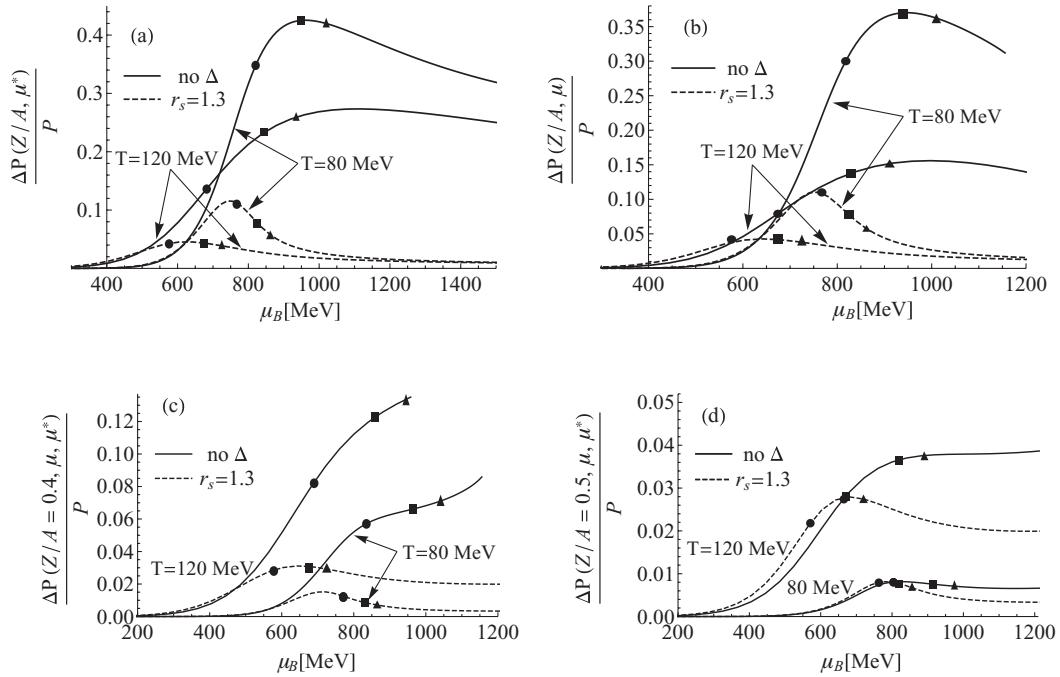 (a)
no Δ
r_s=1.3
T=120 MeV
T=80 MeV
ΔP (Z/A, μ*)
P
0.4
0.3
0.2
0.1
400 600 800 1000 1200 1400
μ_B[MeV]
(b)
no Δ
r_s=1.3
T=80 MeV
T=120 MeV
ΔP (Z/A, μ)
P
0.35
0.30
0.25
0.20
0.15
0.10
0.05
400 600 800 1000 1200
μ_B[MeV]
(c)
no Δ
r_s=1.3
T=120 MeV
T=80 MeV
ΔP (Z/A = 0.4, μ, μ*)
P
0.12
0.10
0.08
0.06
0.04
0.02
0.00
200 400 600 800 1000 1200
μ_B[MeV]
(d)
no Δ
r_s=1.3
T=120 MeV
80 MeV
ΔP (Z/A = 0.5, μ, μ*)
P
0.05
0.04
0.03
0.02
0.01
0.00
200 400 600 800 1000 1200
μ_B[MeV]